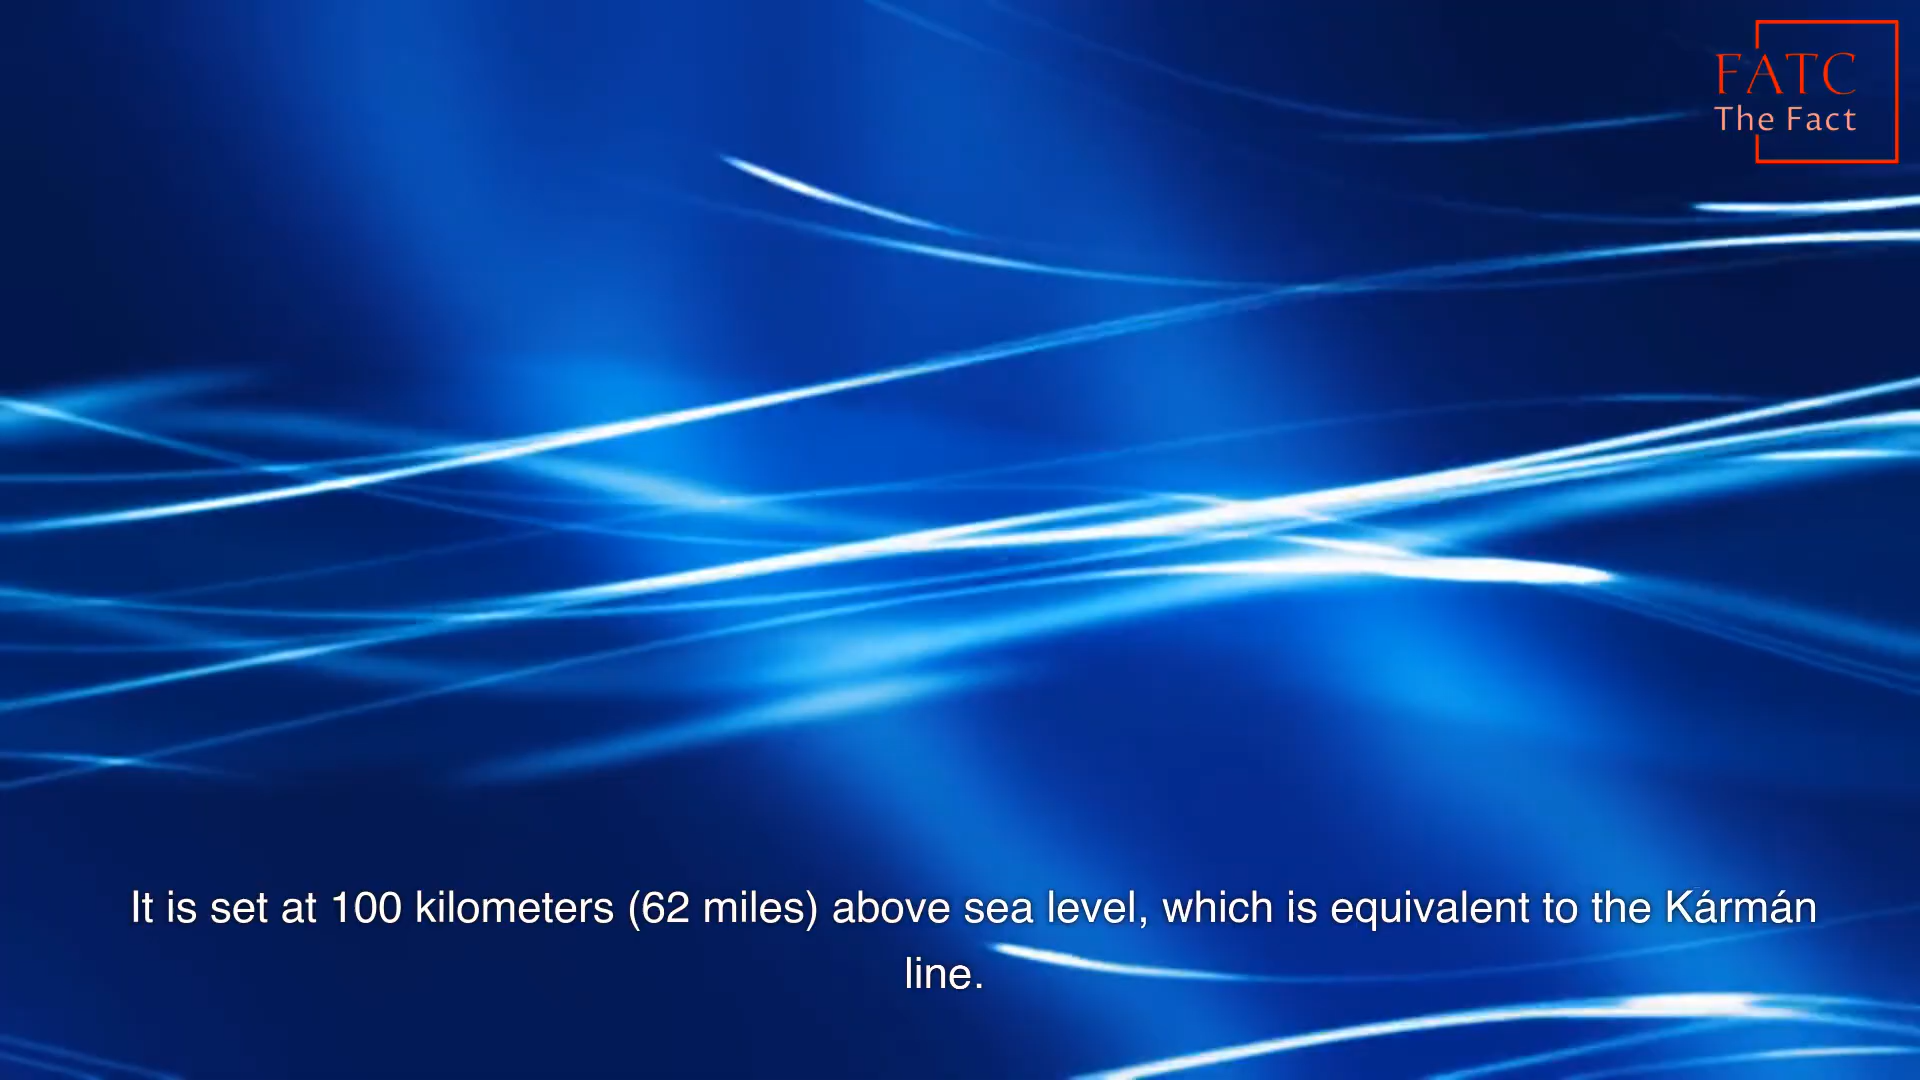 FATC
The Fact
It is set at 100 kilometers (62 miles) above sea level, which is equivalent to the Kármán
line.